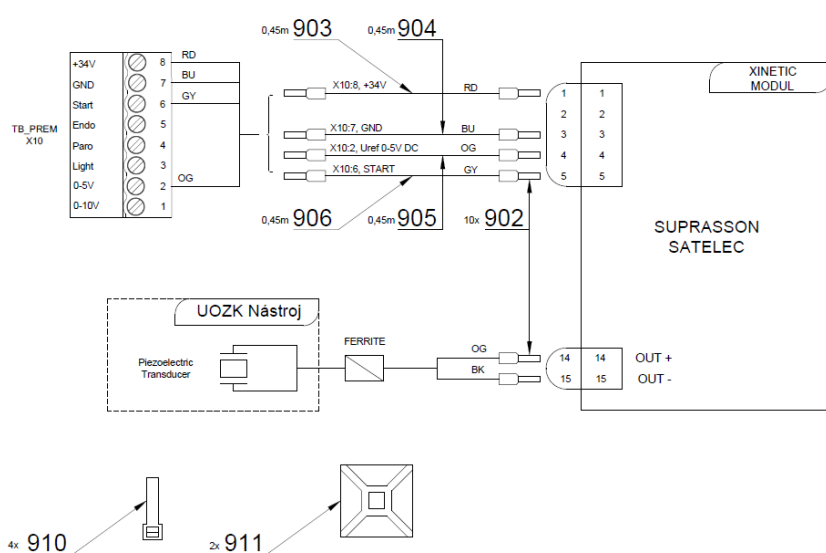 0,45m 903
0,45m 904
XINETIC
MODUL
TB_PREM
X10
+34V 8 RD
GND 7 BU
Start 6 GY
Endo 5
Paro 4
Light 3
0-5V 2 OG
0-10V 1
X10:8, +34V RD
X10:7, GND BU
X10:2, Uref 0-5V DC OG
X10:6, START GY
1 1
2 2
3 3
4 4
5 5
0,45m 906
0,45m 905
10x 902
SUPRASSON
SATELEC
UOZK Nástroj
Piezoelectric
Transducer
FERRITE
OG
BK
14 14 OUT +
15 15 OUT -
4x 910
2x 911